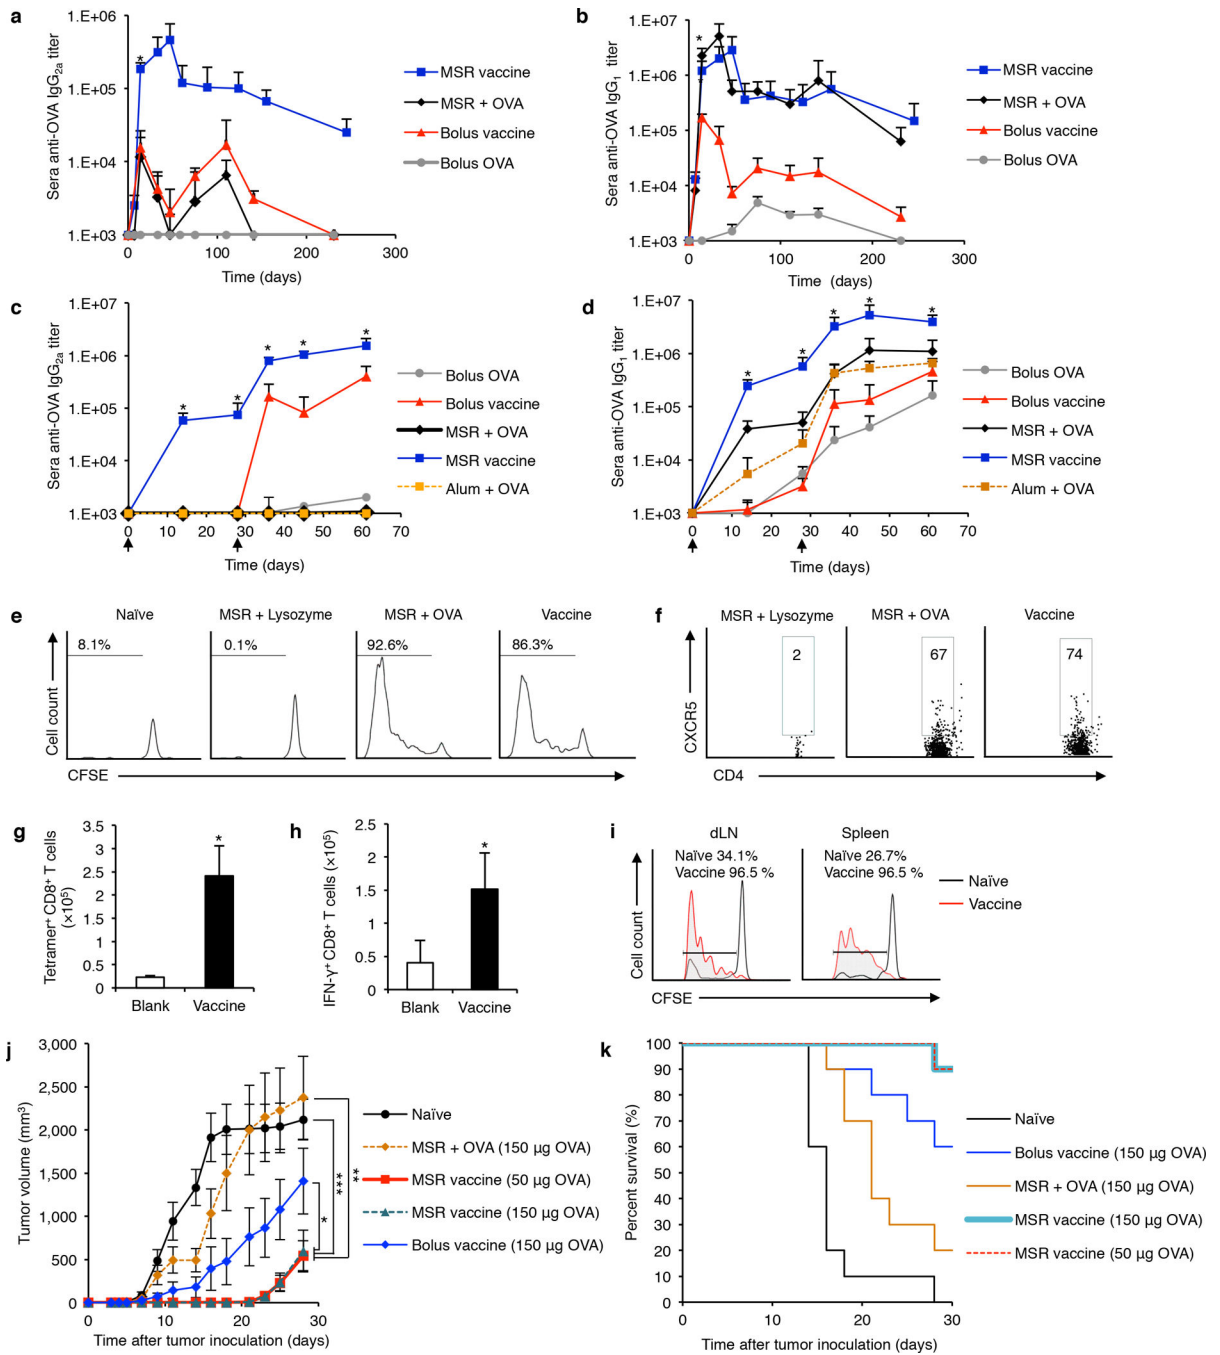 a
Sera anti-OVA IgG2a titer
1.E+06
1.E+05
1.E+04
1.E+03
*
0
100
200
300
Time (days)
MSR vaccine
MSR + OVA
Bolus vaccine
Bolus OVA
b
Sera anti-OVA IgG1 titer
1.E+07
1.E+06
1.E+05
1.E+04
1.E+03
*
0
100
200
300
Time (days)
MSR vaccine
MSR + OVA
Bolus vaccine
Bolus OVA
c
Sera anti-OVA IgG2a titer
1.E+07
1.E+06
1.E+05
1.E+04
1.E+03
* * * * *
0 10 20 30 40 50 60 70
Time (days)
Bolus OVA
Bolus vaccine
MSR + OVA
MSR vaccine
Alum + OVA
d
Sera anti-OVA IgG1 titer
1.E+07
1.E+06
1.E+05
1.E+04
1.E+03
* * * * *
0 10 20 30 40 50 60 70
Time (days)
Bolus OVA
Bolus vaccine
MSR + OVA
MSR vaccine
Alum + OVA
e
Naïve
MSR + Lysozyme
MSR + OVA
Vaccine
8.1%
0.1%
92.6%
86.3%
Cell count
CFSE
f
MSR + Lysozyme
MSR + OVA
Vaccine
2
67
74
CXCR5
CD4
g
Tetramer+ CD8+ T cells
(×10⁵)
3.5
3
2.5
2
1.5
1
0.5
0
*
Blank
Vaccine
h
IFN-γ+ CD8+ T cells (×10⁵)
2.5
2
1.5
1
0.5
0
*
Blank
Vaccine
i
dLN
Spleen
Naïve 34.1%
Vaccine 96.5 %
Naïve 26.7%
Vaccine 96.5 %
Naïve
Vaccine
Cell count
CFSE
j
Tumor volume (mm³)
3,000
2,500
2,000
1,500
1,000
500
0
0
10
20
30
Time after tumor inoculation (days)
*
***
**
Naïve
MSR + OVA (150 µg OVA)
MSR vaccine (50 µg OVA)
MSR vaccine (150 µg OVA)
Bolus vaccine (150 µg OVA)
k
Percent survival (%)
100
90
80
70
60
50
40
30
20
10
0
0
10
20
30
Time after tumor inoculation (days)
Naïve
Bolus vaccine (150 µg OVA)
MSR + OVA (150 µg OVA)
MSR vaccine (150 µg OVA)
MSR vaccine (50 µg OVA)